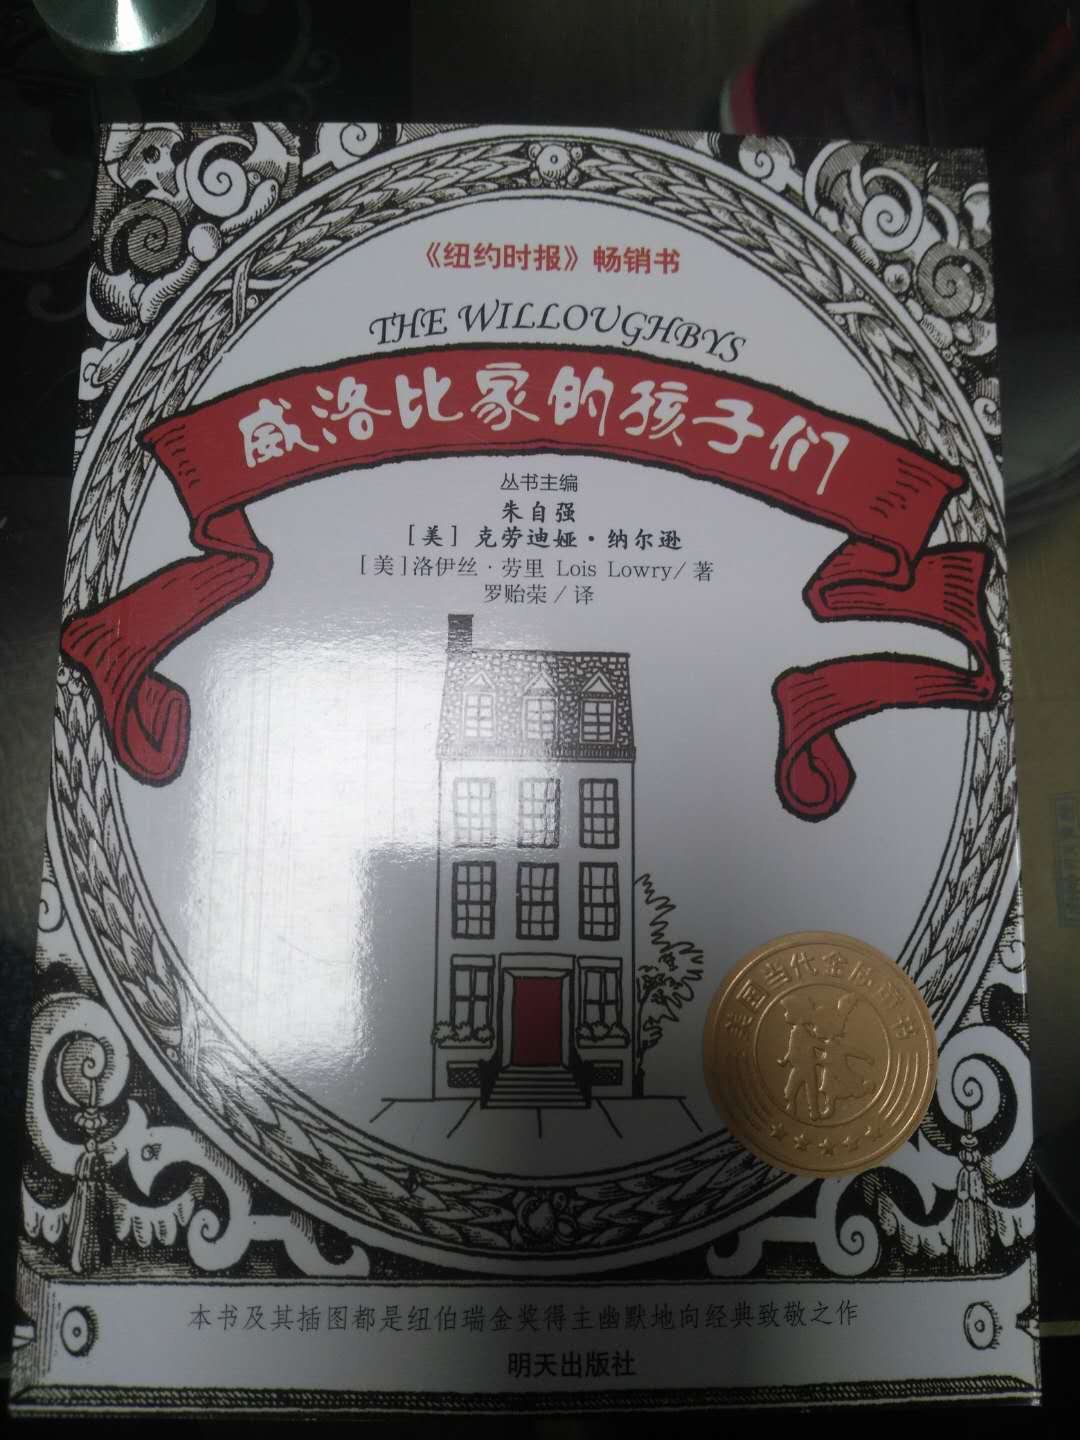 《纽约时报》畅销书
THE WILLOUGHBYS
威洛比家的孩子们
丛书主编
朱自强
[美] 克劳迪娅·纳尔逊
[美]洛伊丝·劳里 Lois Lowry/著
罗贻荣/译
美国当代金
本书及其插图都是纽伯瑞金奖得主幽默地向经典致敬之作
明天出版社